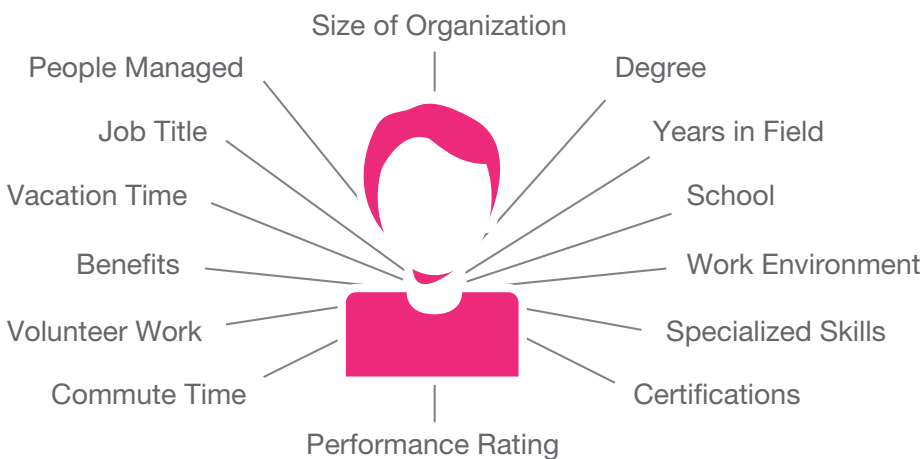 Size of Organization
People Managed
Degree
Job Title
Years in Field
Vacation Time
School
Benefits
Work Environment
Volunteer Work
Specialized Skills
Commute Time
Certifications
Performance Rating